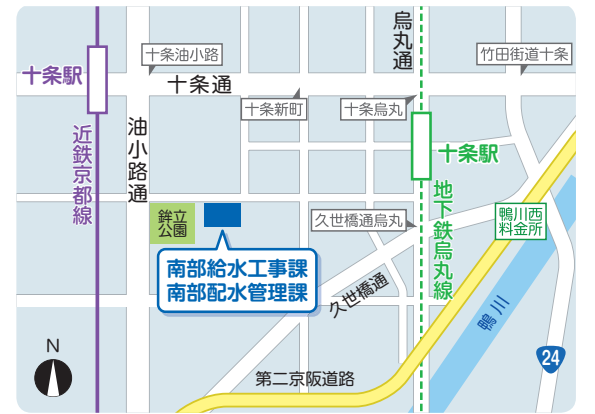 烏丸通
十条油小路
竹田街道十条
十条駅
十条通
十条新町
十条烏丸
近鉄京都線
油小路通
十条駅
地下鉄烏丸線
鉾立
公園
久世橋通烏丸
鴨川西
料金所
南部給水工事課
南部配水管理課
久世橋通
鴨川
N
24
第二京阪道路